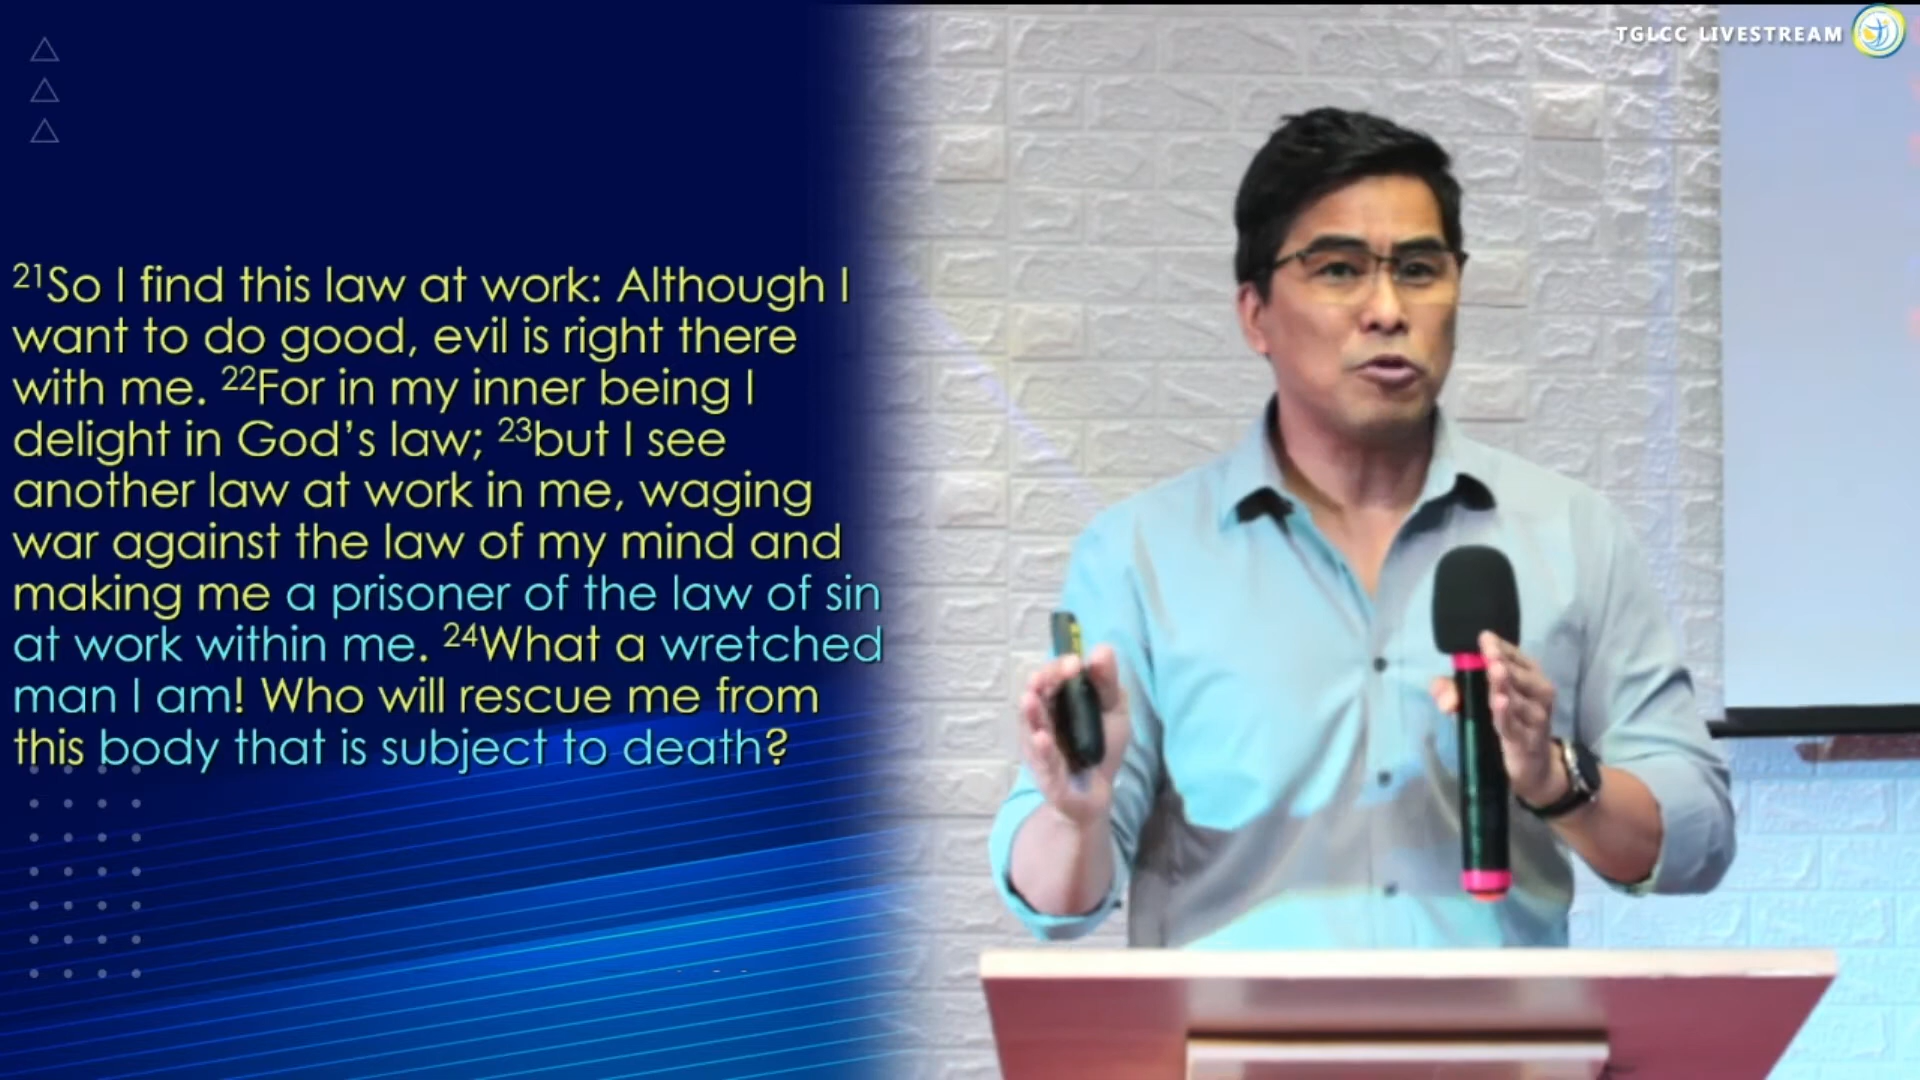 TGLCC LIVESTREAM
²¹So I find this law at work: Although I
want to do good, evil is right there
with me. ²²For in my inner being I
delight in God’s law; ²³but I see
another law at work in me, waging
war against the law of my mind and
making me a prisoner of the law of sin
at work within me. ²⁴What a wretched
man I am! Who will rescue me from
this body that is subject to death?